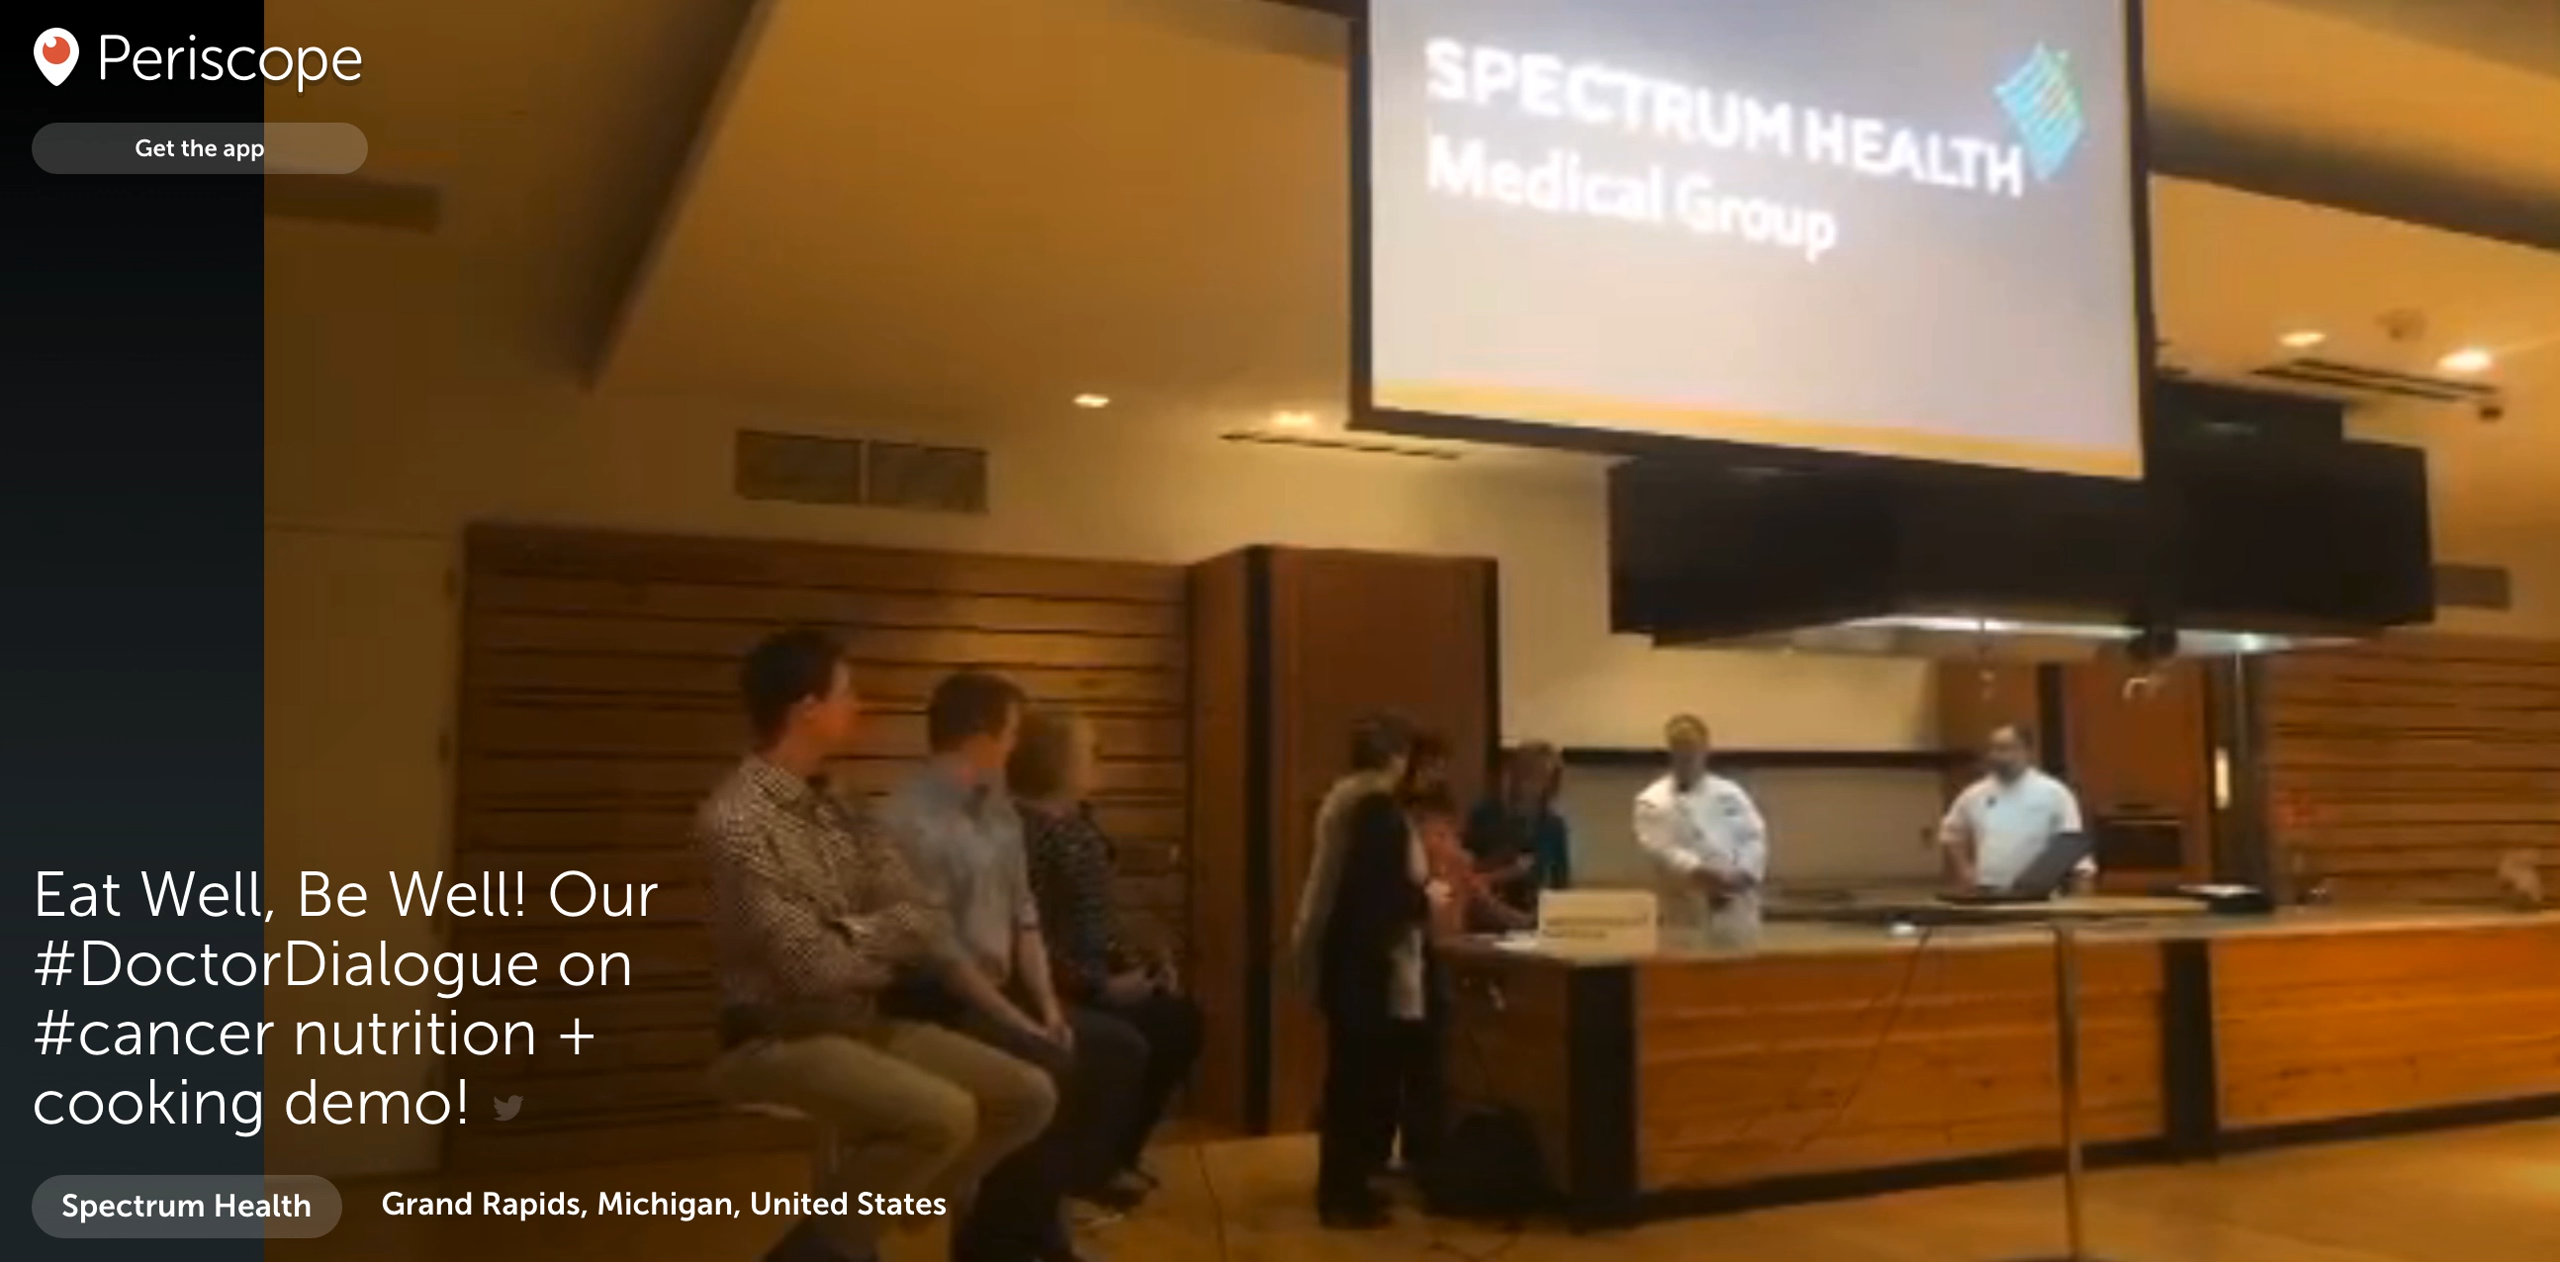 Periscope
Get the app
SPECTRUM HEALTH
Medical Group
Eat Well, Be Well! Our
#DoctorDialogue on
#cancer nutrition +
cooking demo!
Spectrum Health
Grand Rapids, Michigan, United States